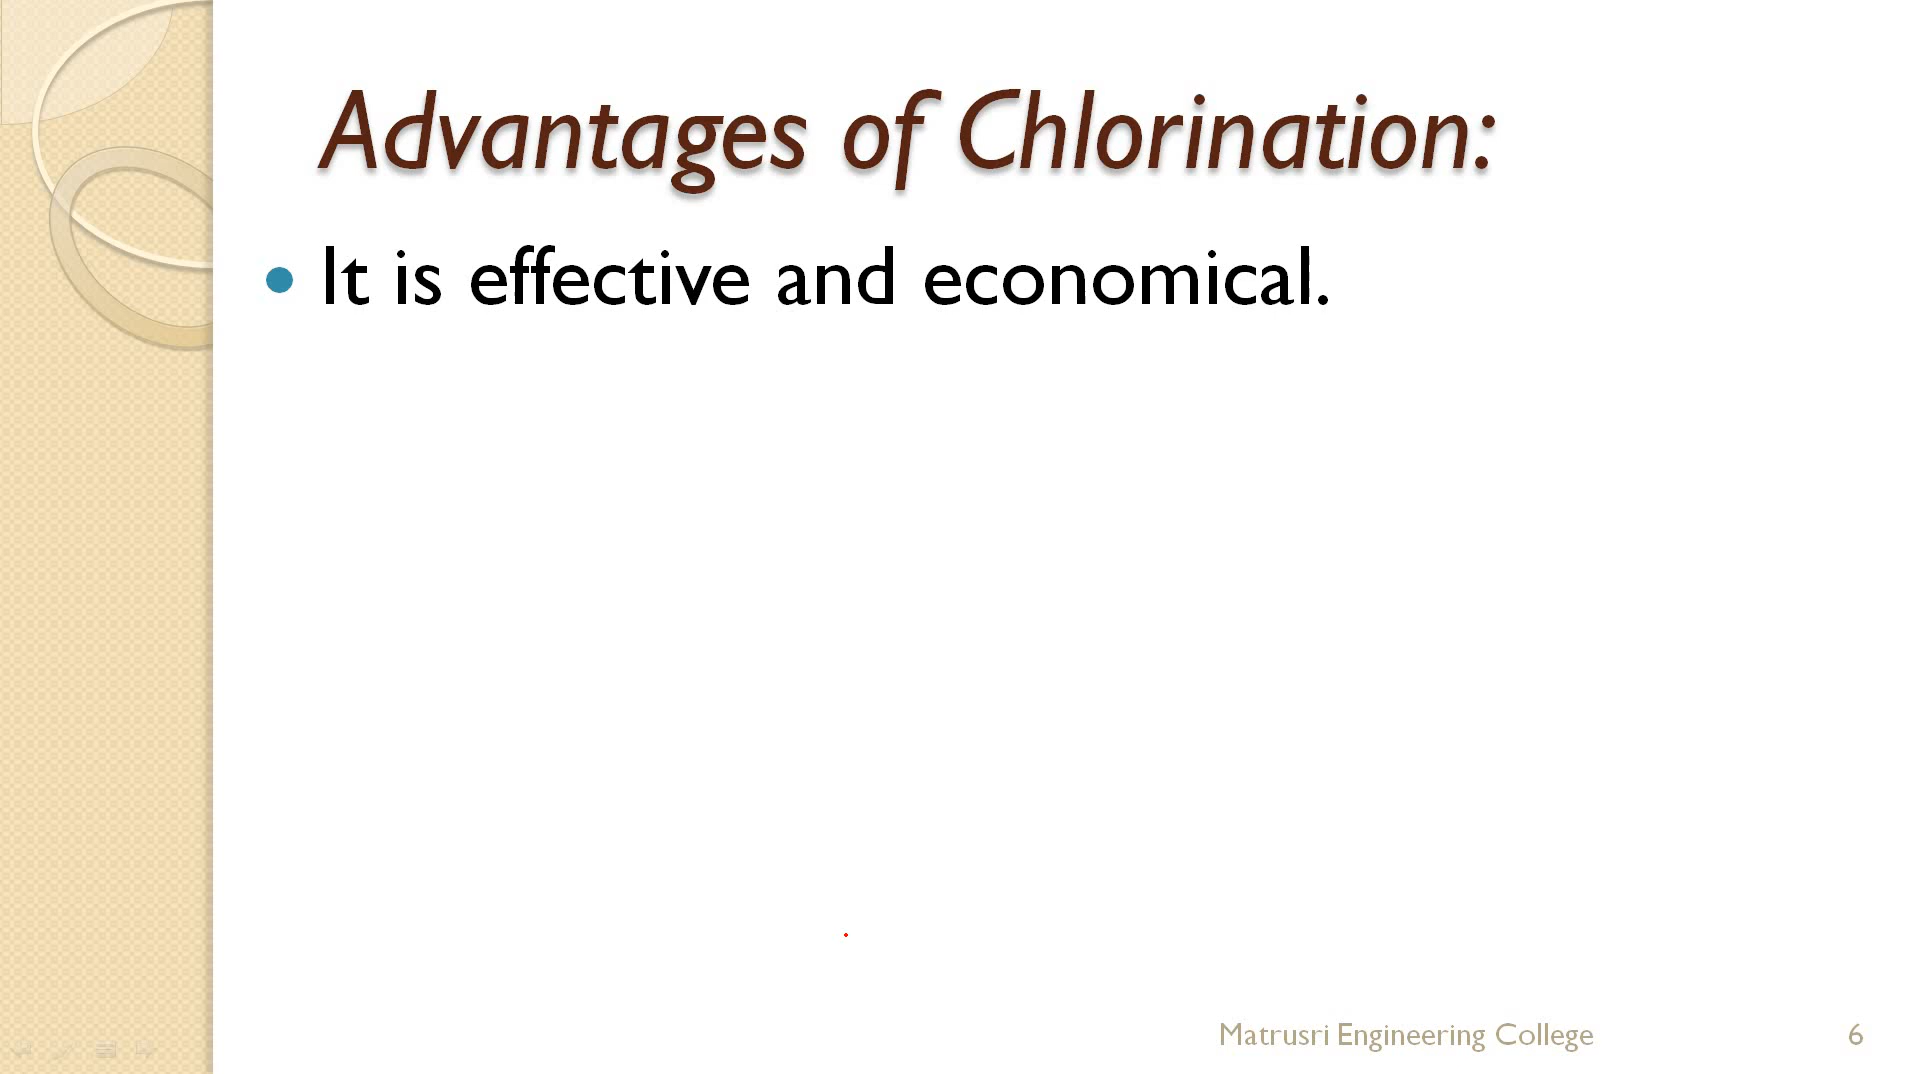 Advantages of Chlorination:
• It is effective and economical.
Matrusri Engineering College
6